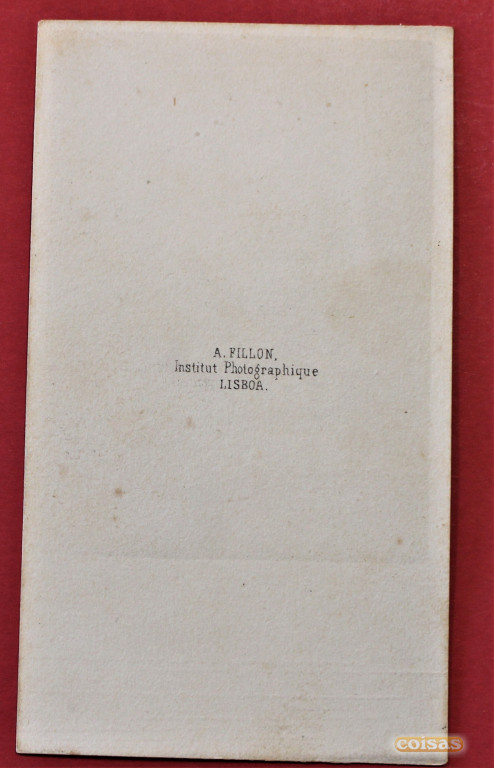 A. FILLON.
Institut Photographique
LISBOA.
coisas